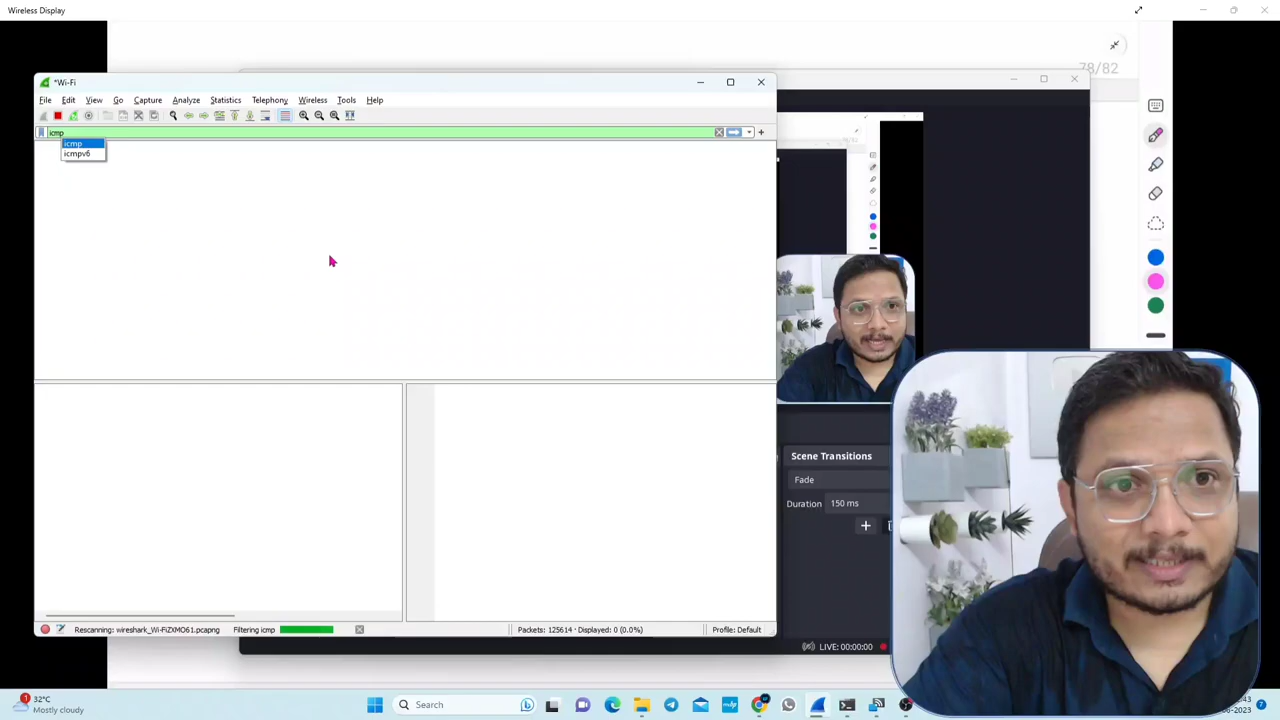 Wireless Display
78/82
*Wi-Fi
File Edit View Go Capture Analyze Statistics Telephony Wireless Tools Help
icmp
icmp
icmpv6
Scene Transitions
Fade
Duration 150 ms
Rescanning: wireshark_Wi-FiZXMO61.pcapng Filtering icmp Packets: 125614 · Displayed: 0 (0.0%) Profile: Default
LIVE: 00:00:00
1
32°C
Mostly cloudy
Search